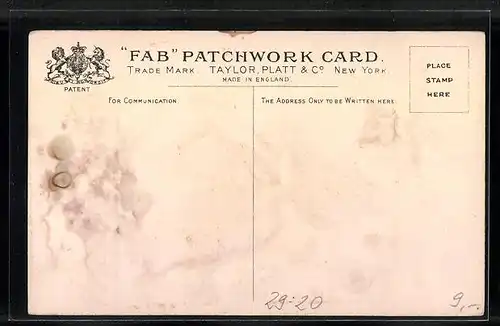 "FAB" PATCHWORK CARD.
TRADE MARK. TAYLOR, PLATT & Co NEW YORK
MADE IN ENGLAND.
PATENT
PLACE
STAMP
HERE
FOR COMMUNICATION.
THE ADDRESS ONLY TO BE WRITTEN HERE.
29:20
9,-